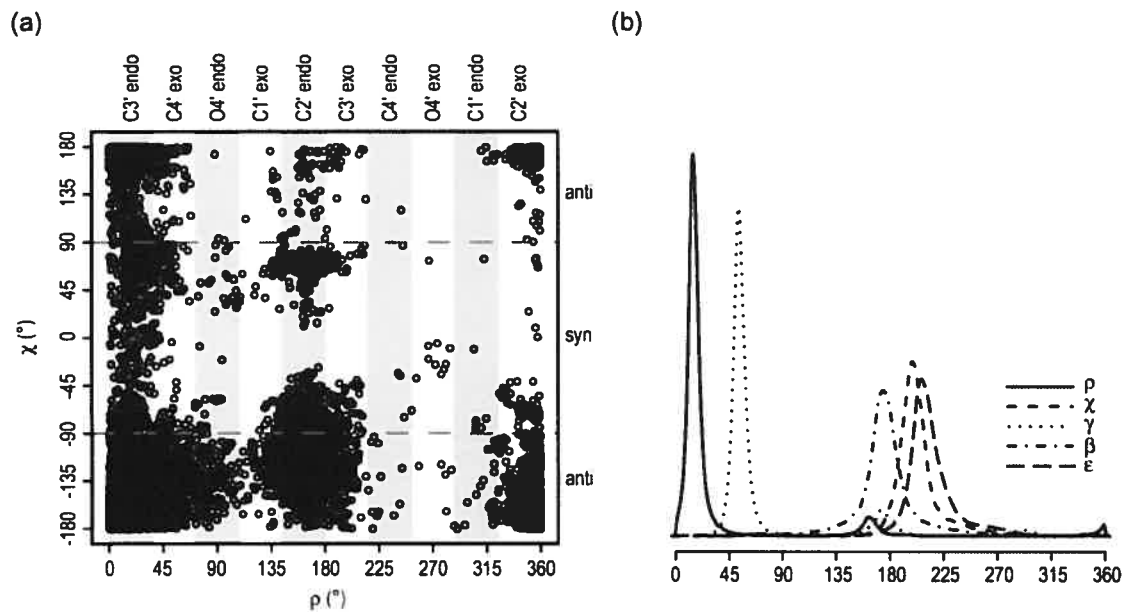 (a)
(b)
C3' endo
C4' exo
O4' endo
C1' exo
C2' endo
C3' exo
C4' endo
O4' exo
C1' endo
C2' exo
180
135
90
45
0
-45
-90
-135
-180
χ (°)
anti
syn
anti
0 45 90 135 180 225 270 315 360
ρ (°)
ρ
χ
γ
β
ε
0 45 90 135 180 225 270 315 360